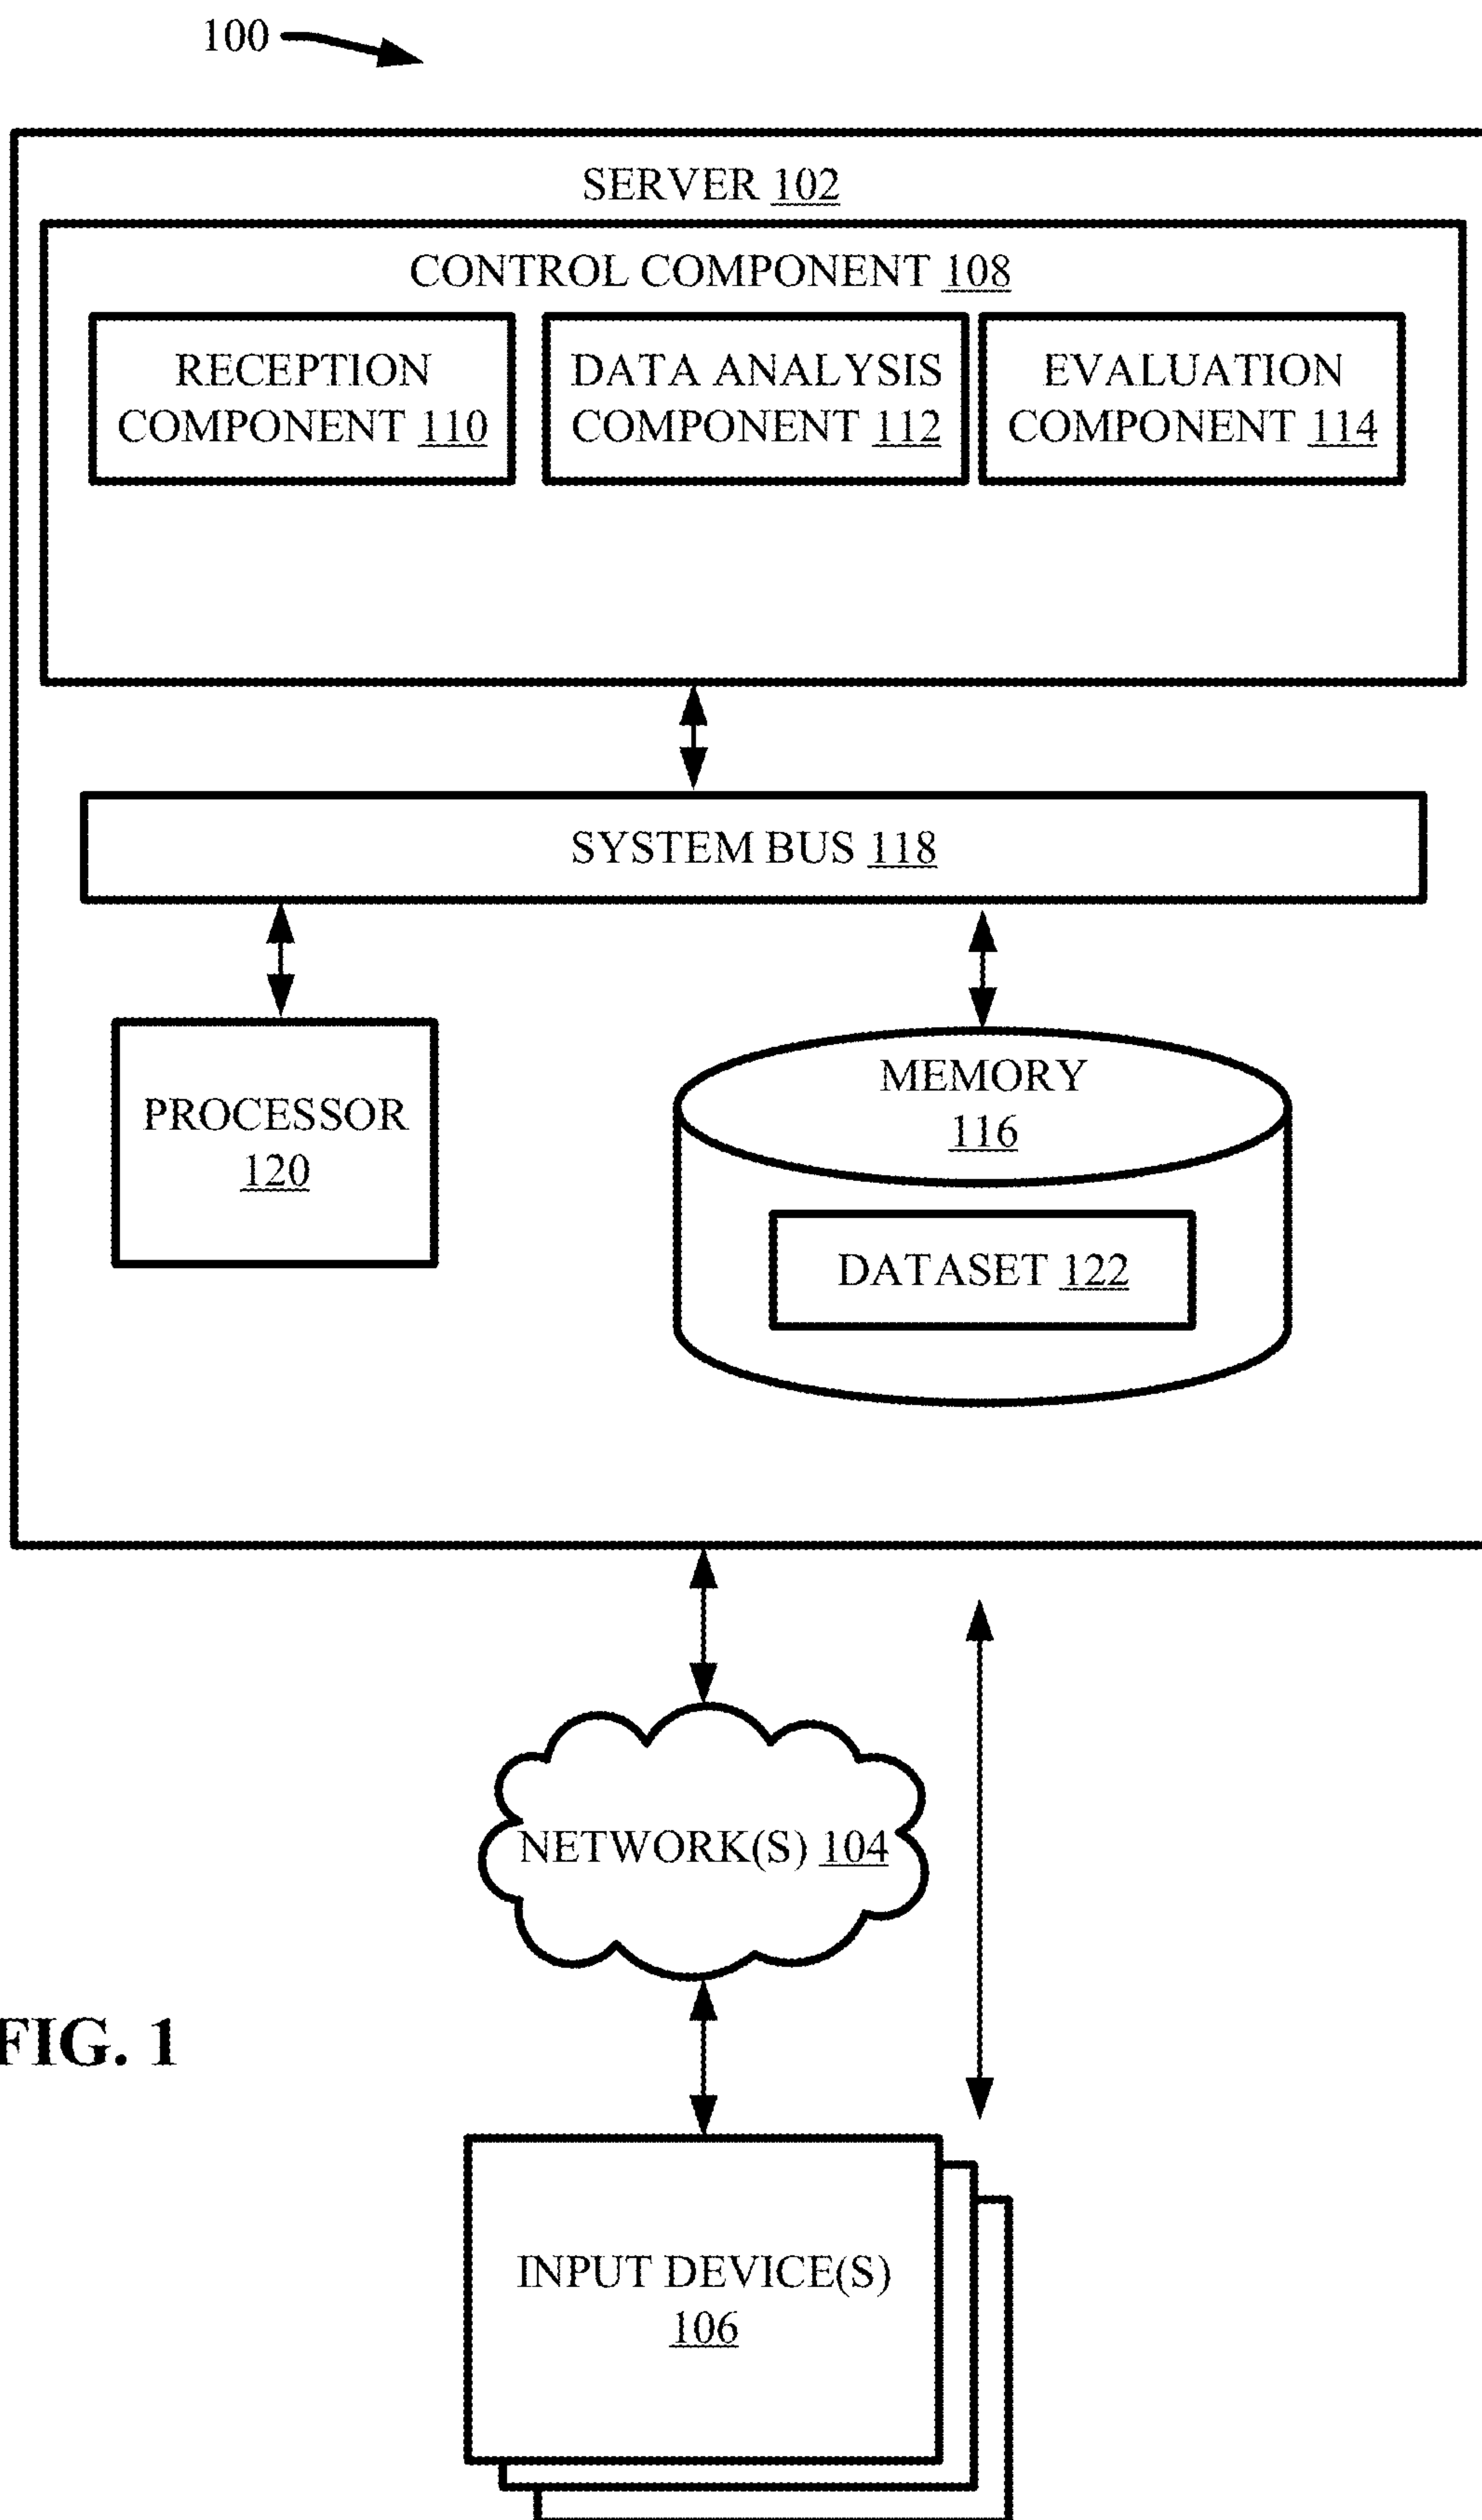 100
SERVER 102
CONTROL COMPONENT 108
RECEPTION
COMPONENT 110
DATA ANALYSIS
COMPONENT 112
EVALUATION
COMPONENT 114
SYSTEM BUS 118
PROCESSOR
120
MEMORY
116
DATASET 122
NETWORK(S) 104
FIG. 1
INPUT DEVICE(S)
106